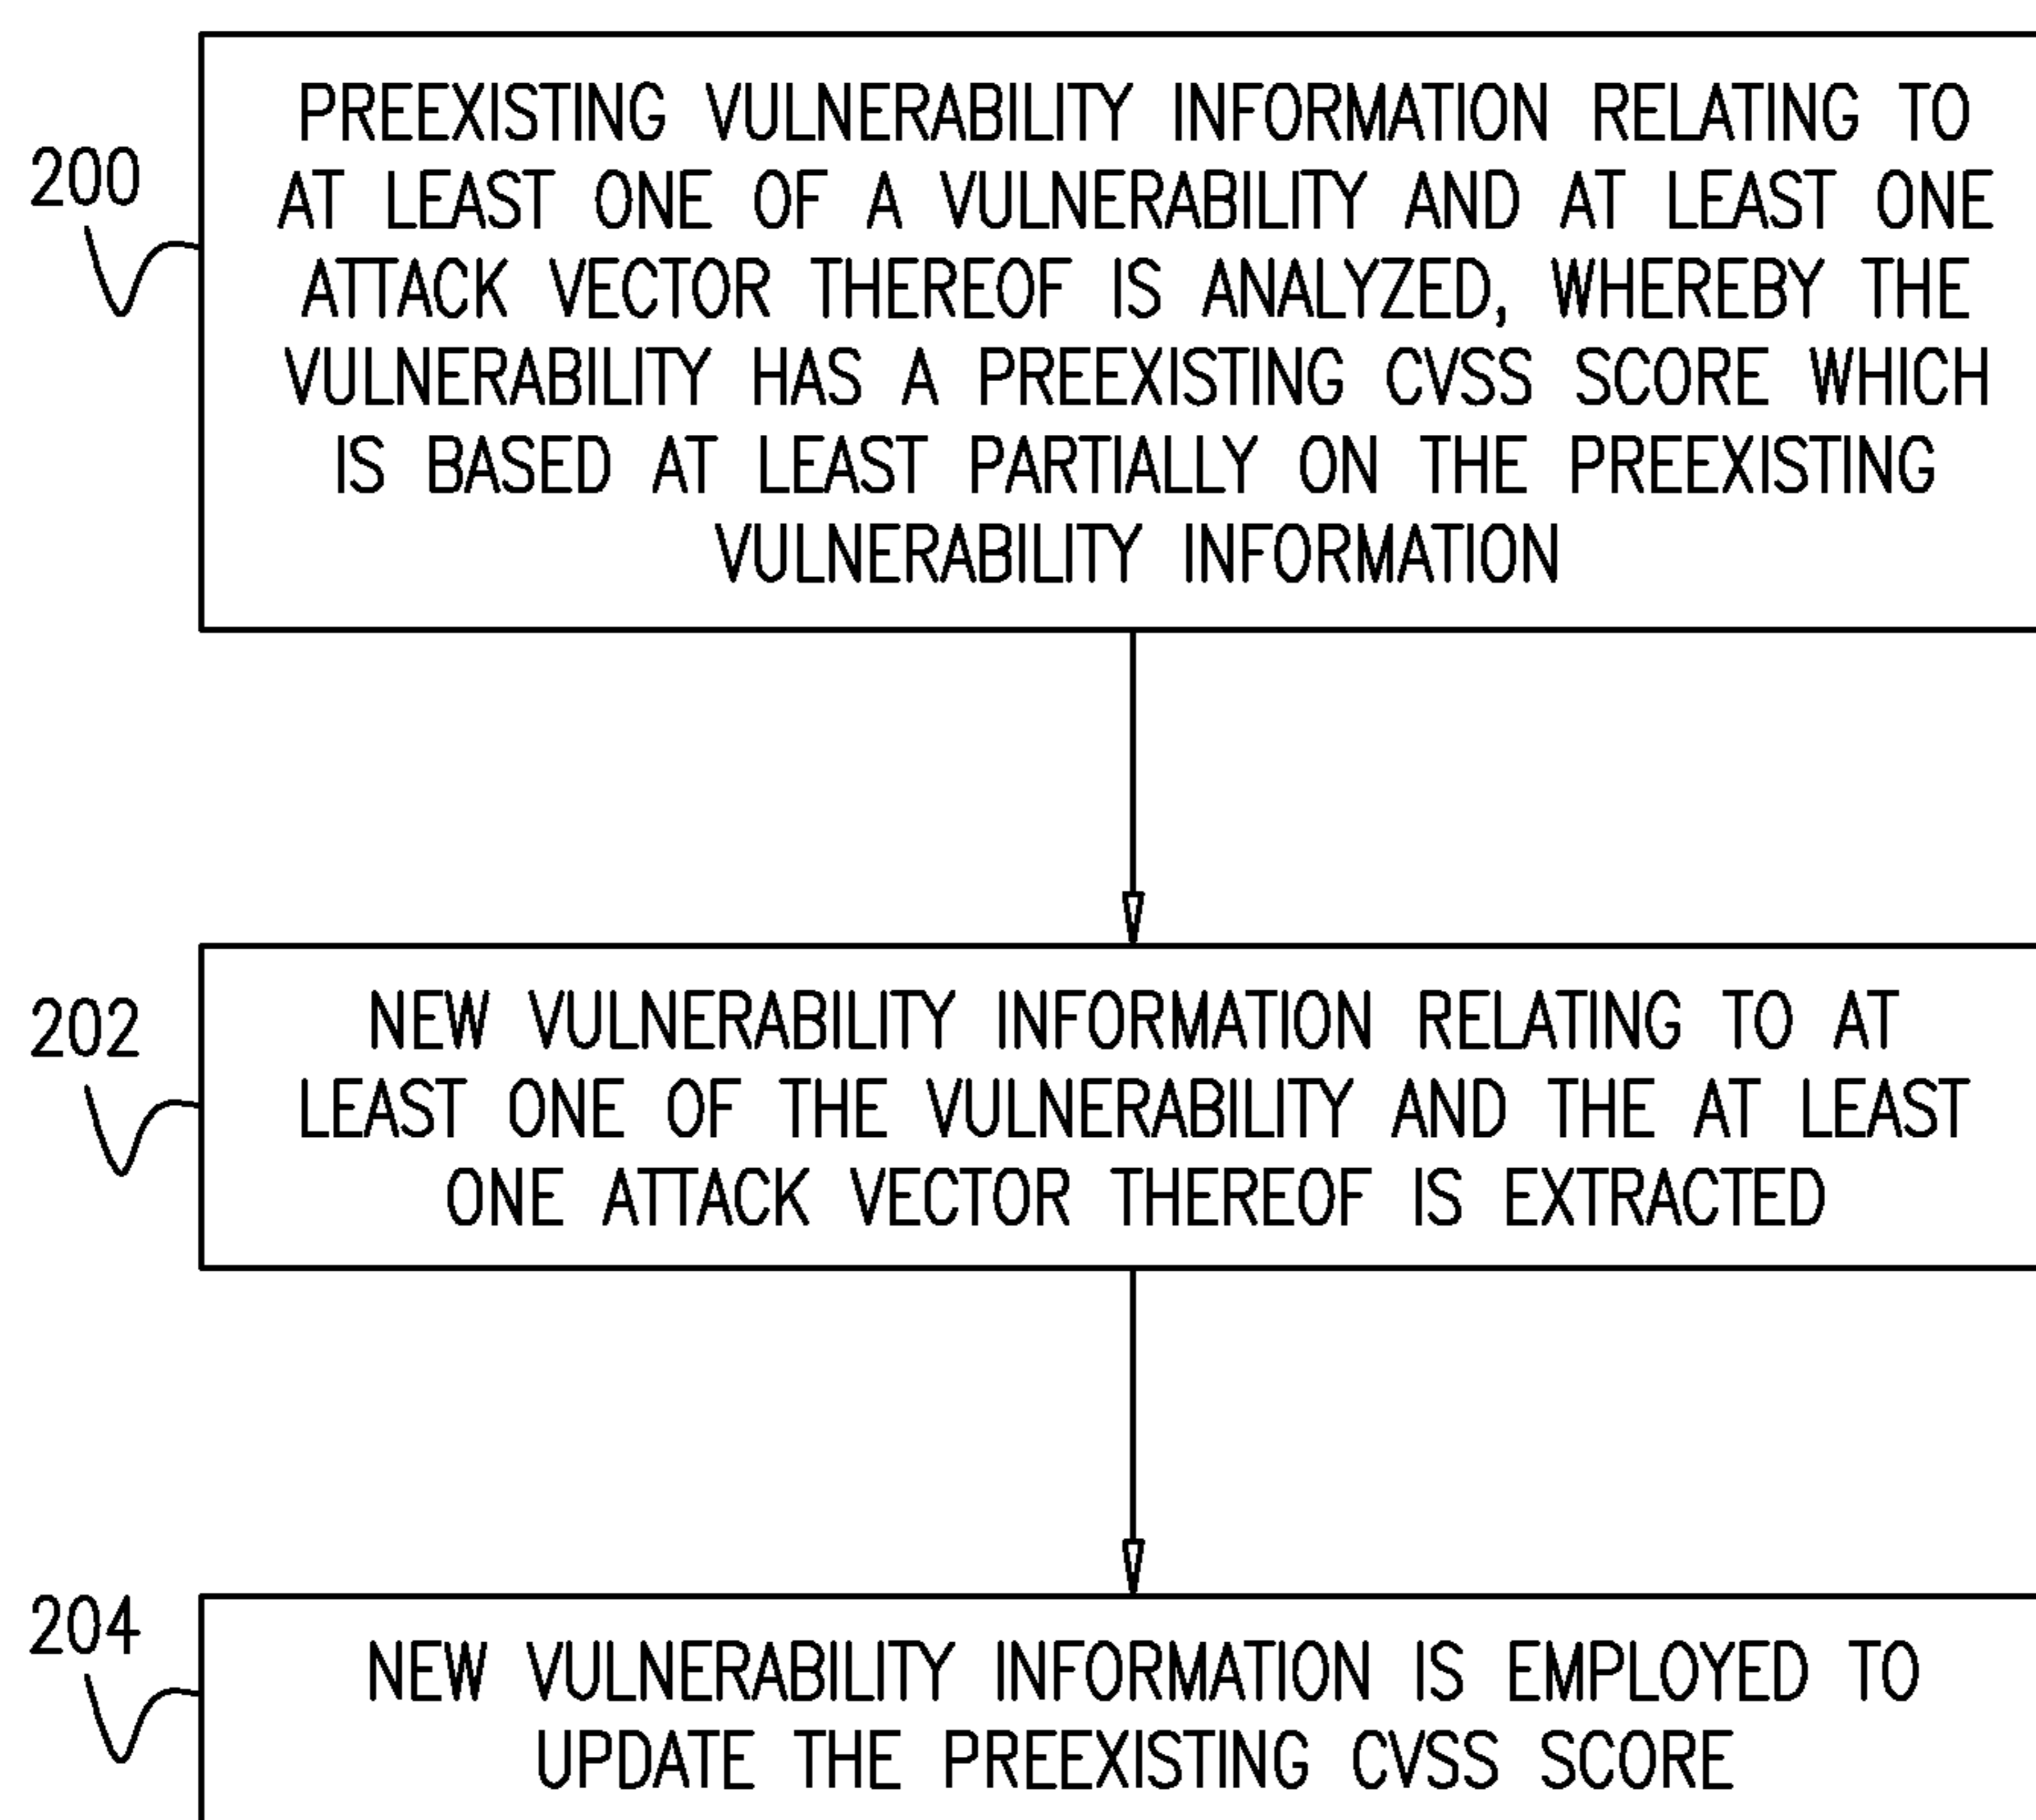 PREEXISTING VULNERABILITY INFORMATION RELATING TO
200
AT LEAST ONE OF A VULNERABILITY AND AT LEAST ONE
ATTACK VECTOR THEREOF IS ANALYZED, WHEREBY THE
VULNERABILITY HAS A PREEXISTING CVSS SCORE WHICH
IS BASED AT LEAST PARTIALLY ON THE PREEXISTING
VULNERABILITY INFORMATION
202
NEW VULNERABILITY INFORMATION RELATING TO AT
LEAST ONE OF THE VULNERABILITY AND THE AT LEAST
ONE ATTACK VECTOR THEREOF IS EXTRACTED
204
NEW VULNERABILITY INFORMATION IS EMPLOYED TO
UPDATE THE PREEXISTING CVSS SCORE